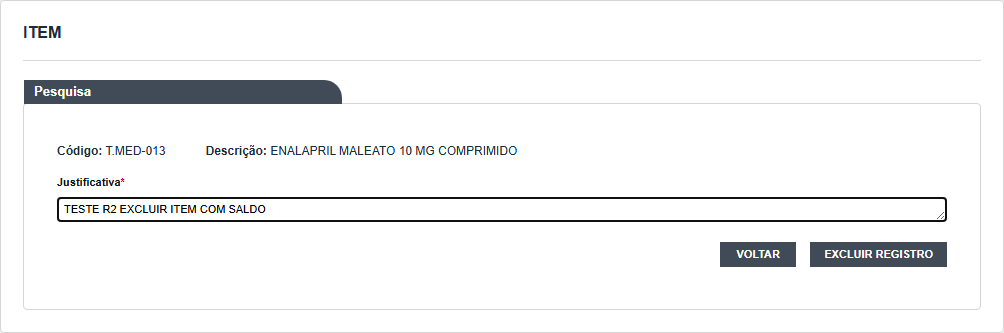 ITEM
Pesquisa
Código: T.MED-013 Descrição: ENALAPRIL MALEATO 10 MG COMPRIMIDO
Justificativa*
TESTE R2 EXCLUIR ITEM COM SALDO
VOLTAR EXCLUIR REGISTRO